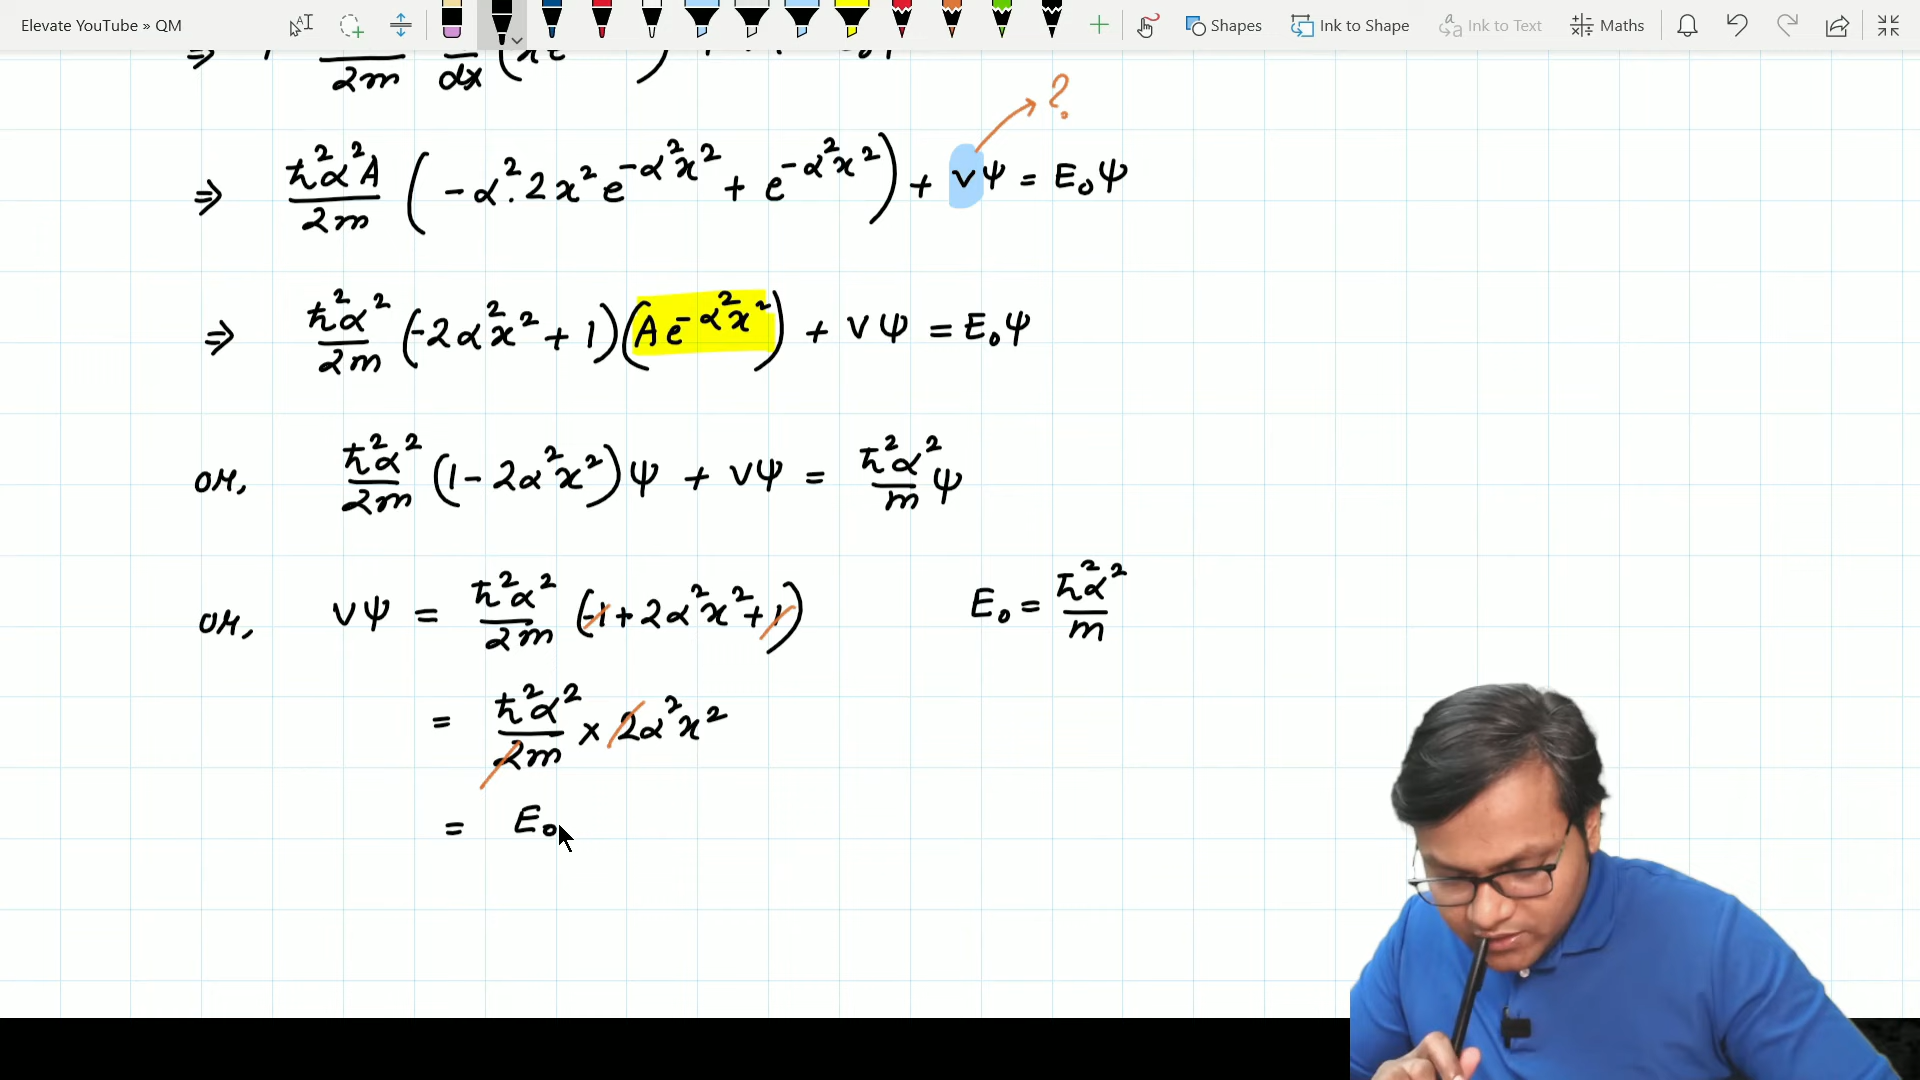 Elevate YouTube » QM Shapes Ink to Shape Ink to Text Maths
2m dx
?
⇒ ħ²α²A/2m (-α².2x²e^-α²x² + e^-α²x²) + Vψ = E₀ψ
⇒ ħ²α²/2m (-2α²x² + 1)(Ae^-α²x²) + Vψ = E₀ψ
or, ħ²α²/2m (1 - 2α²x²)ψ + Vψ = ħ²α²/m ψ
or, Vψ = ħ²α²/2m (-1 + 2α²x² + 1) E₀ = ħ²α²/m
= ħ²α²/2m × 2α²x²
= E₀